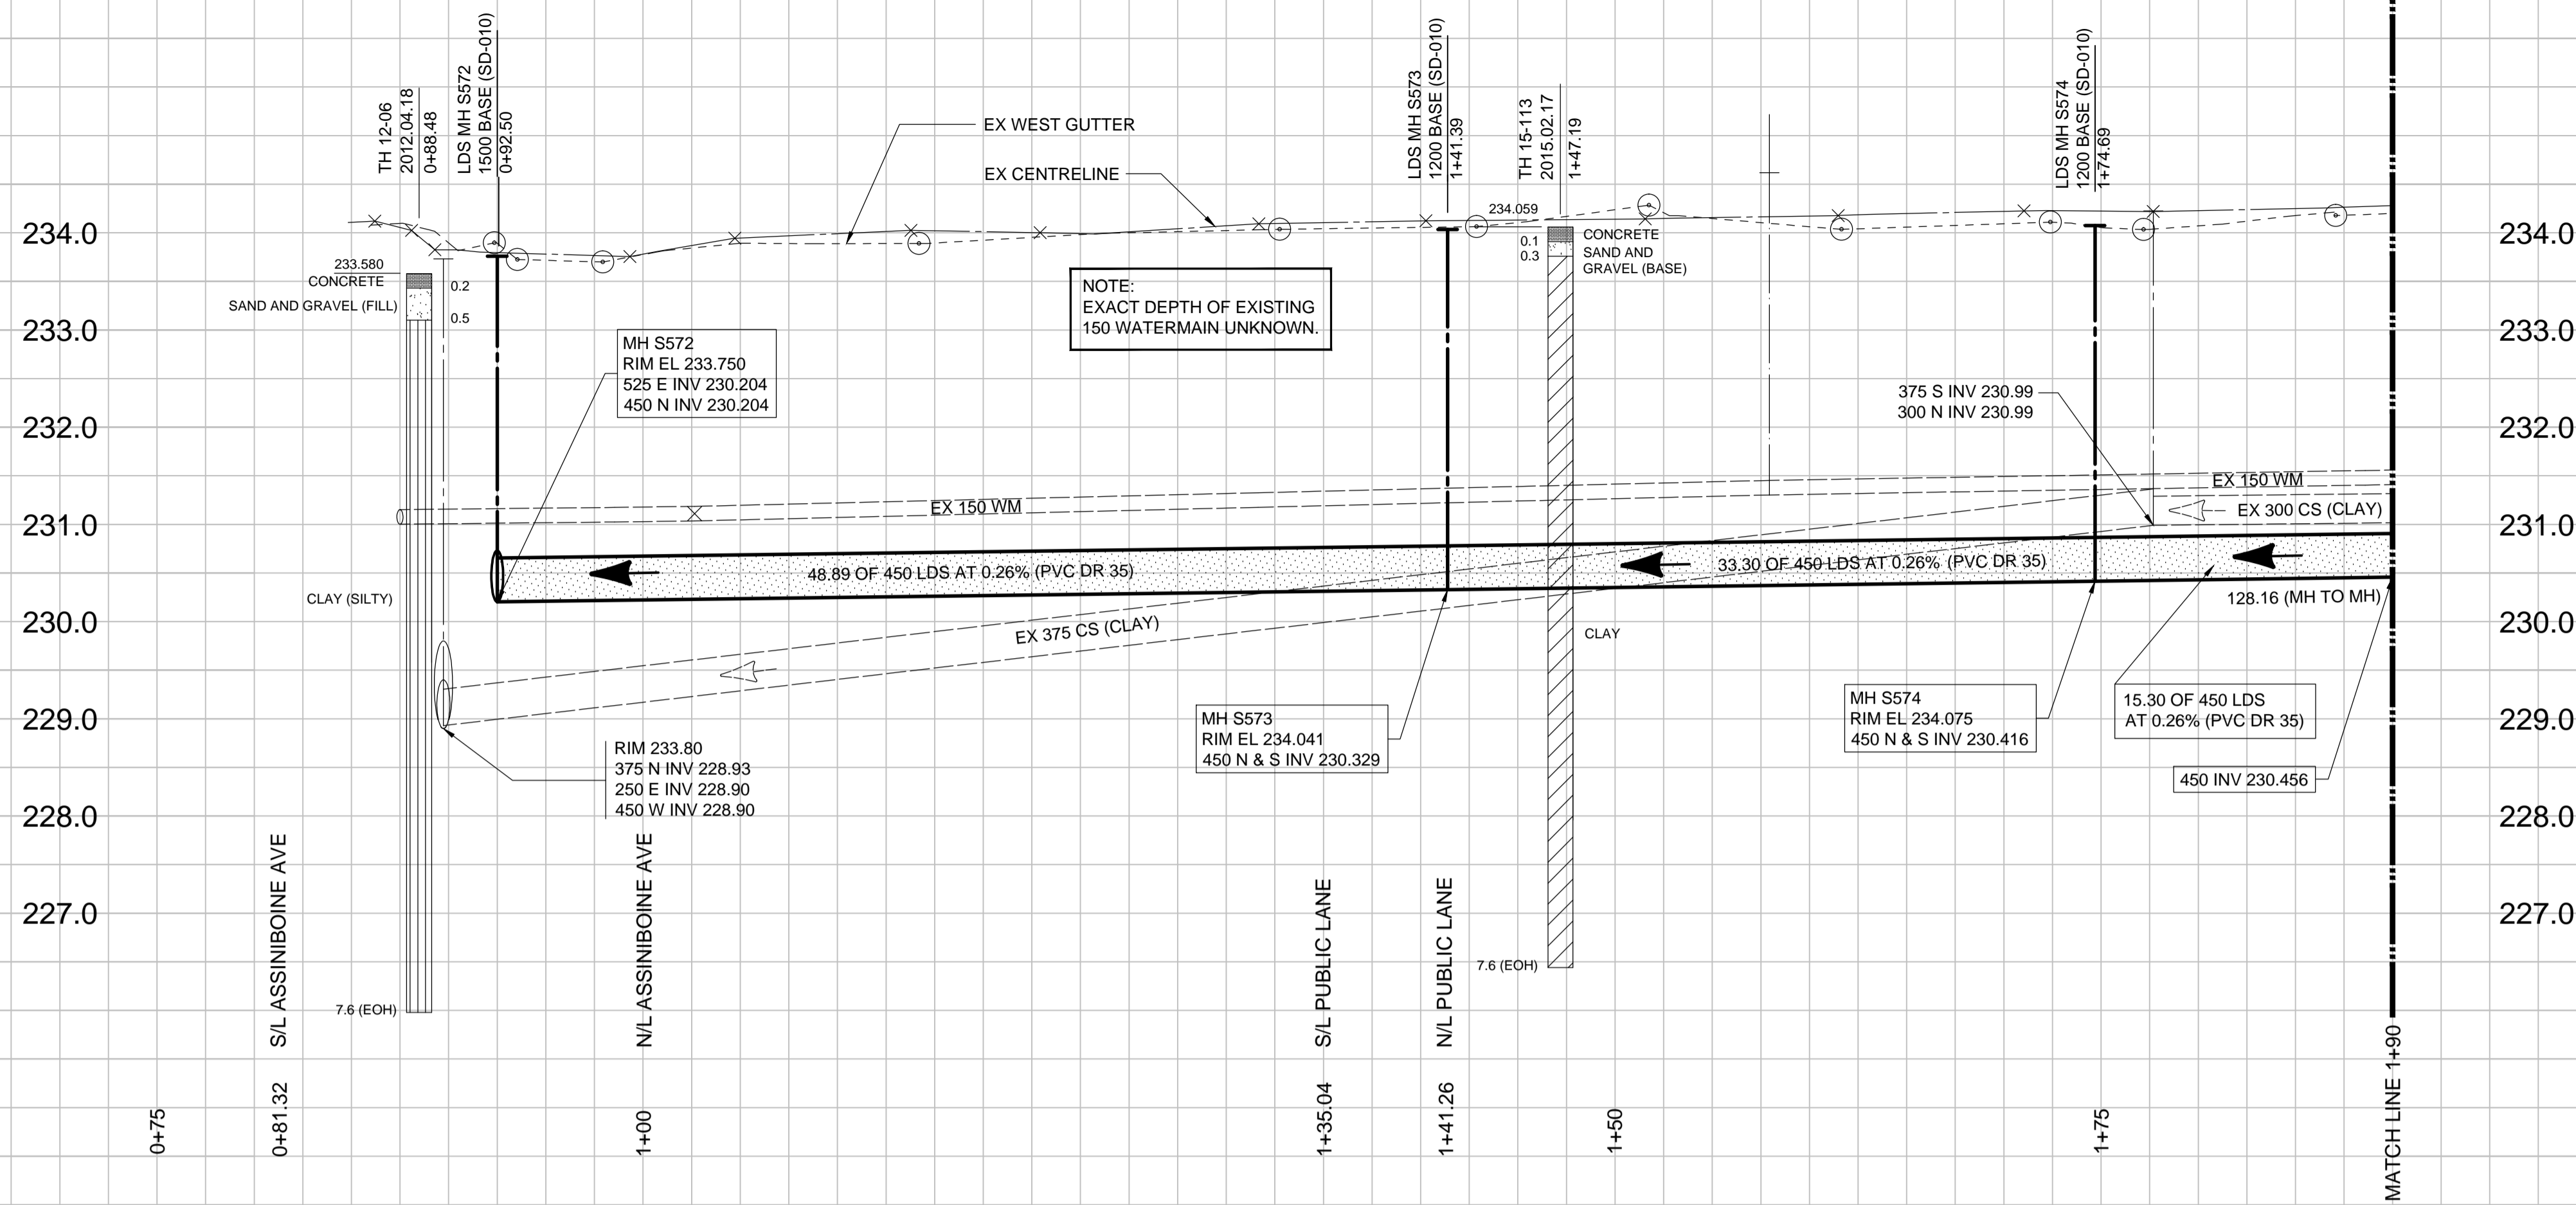 TH 12-06
2012.04.18
0+88.48
LDS MH S572
1500 BASE (SD-010)
0+92.50
EX WEST GUTTER
EX CENTRELINE
LDS MH S573
1200 BASE (SD-010)
1+41.39
TH 15-113
2015.02.17
1+47.19
LDS MH S574
1200 BASE (SD-010)
1+74.69
234.0
233.0
232.0
231.0
230.0
229.0
228.0
227.0
234.0
233.0
232.0
231.0
230.0
229.0
228.0
227.0
233.580
CONCRETE
SAND AND GRAVEL (FILL)
0.2
0.5
CLAY (SILTY)
7.6 (EOH)
MH S572
RIM EL 233.750
525 E INV 230.204
450 N INV 230.204
NOTE:
EXACT DEPTH OF EXISTING
150 WATERMAIN UNKNOWN.
234.059
0.1
0.3
CONCRETE
SAND AND
GRAVEL (BASE)
CLAY
7.6 (EOH)
375 S INV 230.99
300 N INV 230.99
EX 150 WM
EX 150 WM
EX 300 CS (CLAY)
48.89 OF 450 LDS AT 0.26% (PVC DR 35)
33.30 OF 450 LDS AT 0.26% (PVC DR 35)
128.16 (MH TO MH)
EX 375 CS (CLAY)
RIM 233.80
375 N INV 228.93
250 E INV 228.90
450 W INV 228.90
MH S573
RIM EL 234.041
450 N & S INV 230.329
MH S574
RIM EL 234.075
450 N & S INV 230.416
15.30 OF 450 LDS
AT 0.26% (PVC DR 35)
450 INV 230.456
S/L ASSINIBOINE AVE
N/L ASSINIBOINE AVE
S/L PUBLIC LANE
N/L PUBLIC LANE
0+75
0+81.32
1+00
1+35.04
1+41.26
1+50
1+75
MATCH LINE 1+90